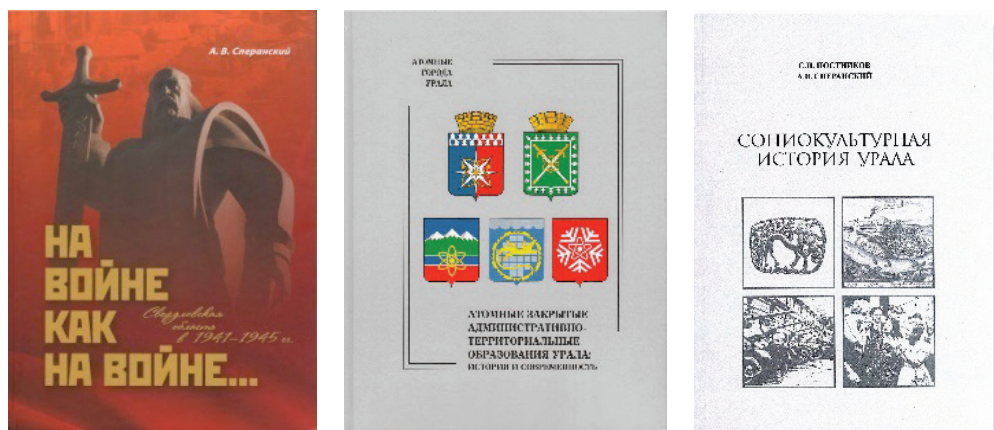 А. В. Сперанский
НА
ВОЙНЕ
КАК
НА ВОЙНЕ...
Свердловская
область
в 1941–1945 гг.
АТОМНЫЕ
ГОРОДА
УРАЛА
АТОМНЫЕ ЗАКРЫТЫЕ
АДМИНИСТРАТИВНО-
ТЕРРИТОРИАЛЬНЫЕ
ОБРАЗОВАНИЯ УРАЛА:
ИСТОРИЯ И СОВРЕМЕННОСТЬ
С.П. ПОСТНИКОВ
А.В. СПЕРАНСКИЙ
СОЦИОКУЛЬТУРНАЯ
ИСТОРИЯ УРАЛА